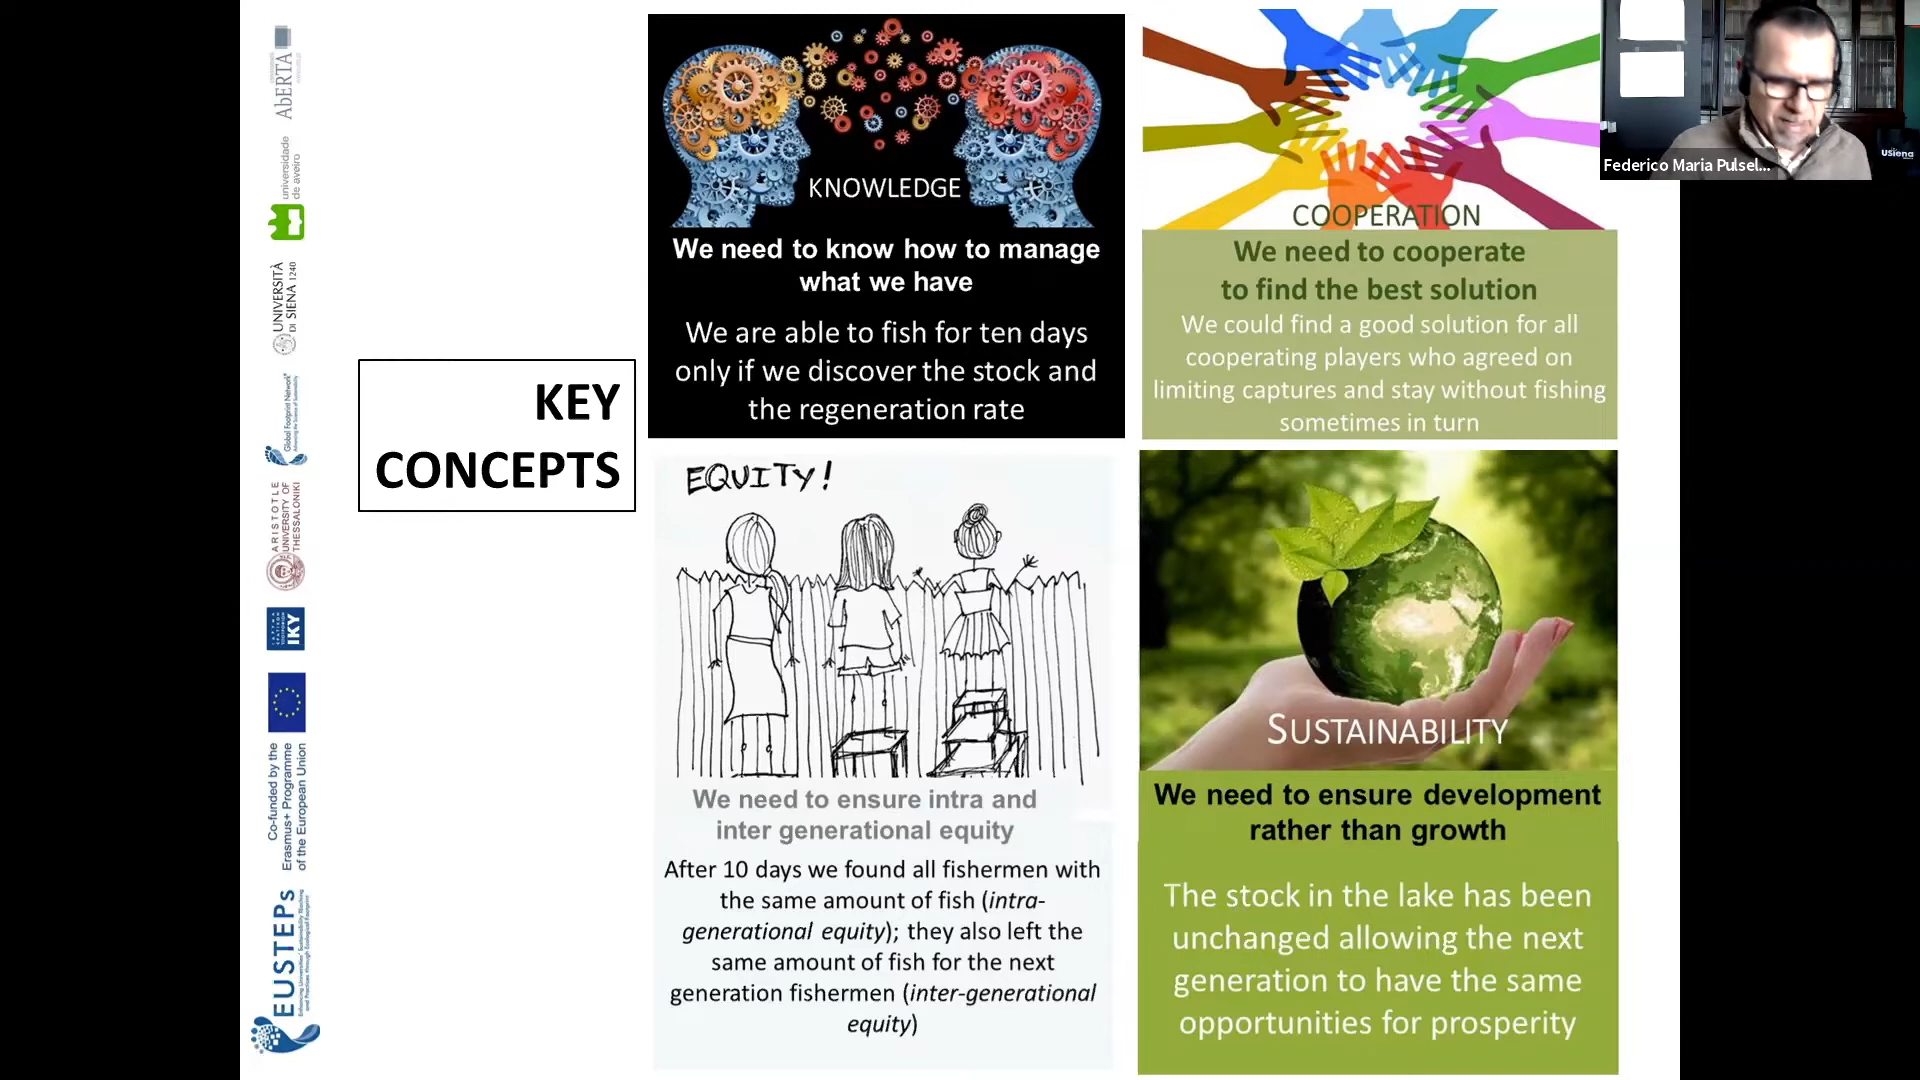 KEY
CONCEPTS
KNOWLEDGE
We need to know how to manage
what we have
We are able to fish for ten days
only if we discover the stock and
the regeneration rate
COOPERATION
We need to cooperate
to find the best solution
We could find a good solution for all
cooperating players who agreed on
limiting captures and stay without fishing
sometimes in turn
EQUITY!
We need to ensure intra and
inter generational equity
After 10 days we found all fishermen with
the same amount of fish (intra-
generational equity); they also left the
same amount of fish for the next
generation fishermen (inter-generational
equity)
SUSTAINABILITY
We need to ensure development
rather than growth
The stock in the lake has been
unchanged allowing the next
generation to have the same
opportunities for prosperity
Federico Maria Pulsel...
USiena
AbERTA
universidade
de aveiro
UNIVERSITÀ
DI SIENA 1240
Global Footprint Network
ARISTOTLE
UNIVERSITY OF
THESSALONIKI
IKY
Co-funded by the
Erasmus+ Programme
of the European Union
EUSTEPs